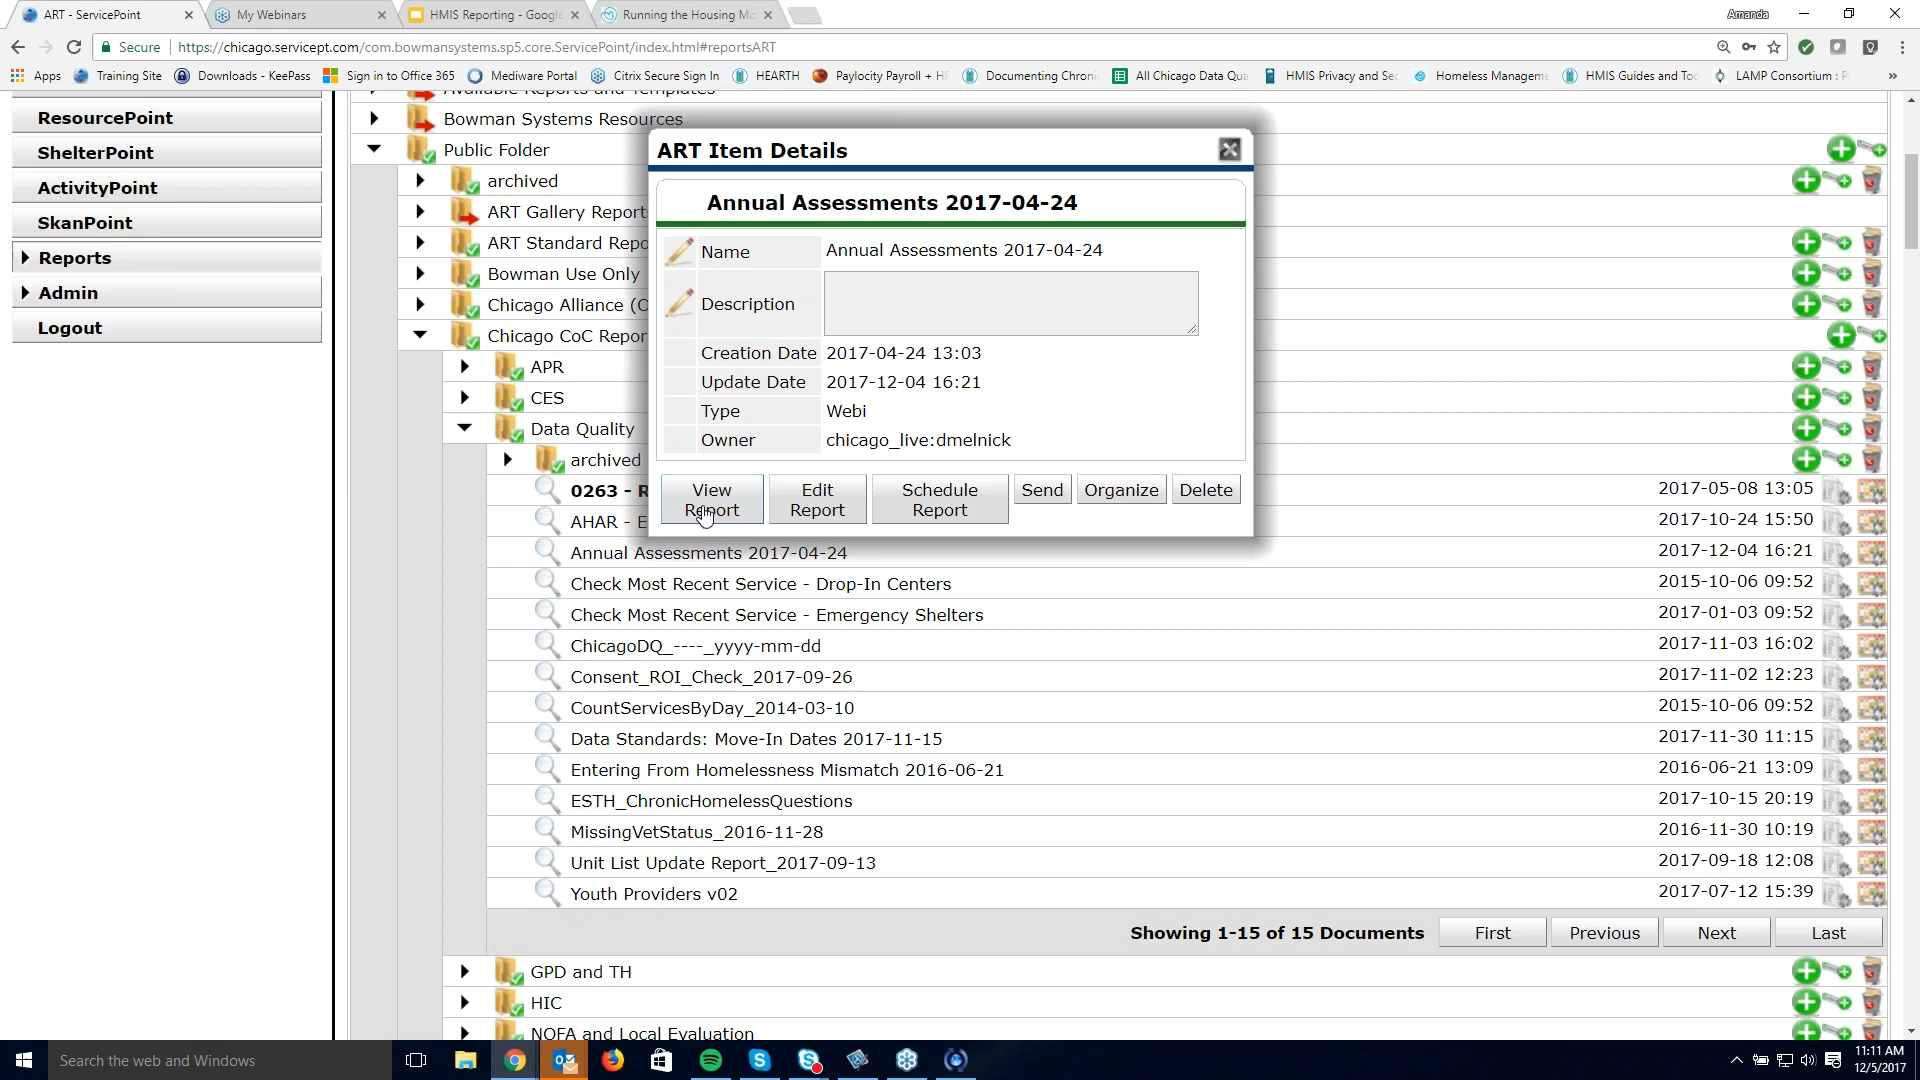 ART - ServicePoint
My Webinars
HMIS Reporting - Google
Running the Housing Mo
Amanda
Secure
https://chicago.servicept.com/com.bowmansystems.sp5.core.ServicePoint/index.html#reportsART
Apps
Training Site
Downloads - KeePass
Sign in to Office 365
Mediware Portal
Citrix Secure Sign In
HEARTH
Paylocity Payroll + HR
Documenting Chroni
All Chicago Data Qua
HMIS Privacy and Sec
Homeless Manageme
HMIS Guides and Too
LAMP Consortium : P
»
ResourcePoint
ShelterPoint
ActivityPoint
SkanPoint
Reports
Admin
Logout
Available Reports and Templates
Bowman Systems Resources
Public Folder
archived
ART Gallery Report
ART Standard Repo
Bowman Use Only
Chicago Alliance (O
Chicago CoC Repor
APR
CES
Data Quality
archived
0263 - R
2017-05-08 13:05
AHAR - E
2017-10-24 15:50
Annual Assessments 2017-04-24
2017-12-04 16:21
Check Most Recent Service - Drop-In Centers
2015-10-06 09:52
Check Most Recent Service - Emergency Shelters
2017-01-03 09:52
ChicagoDQ_----_yyyy-mm-dd
2017-11-03 16:02
Consent_ROI_Check_2017-09-26
2017-11-02 12:23
CountServicesByDay_2014-03-10
2015-10-06 09:52
Data Standards: Move-In Dates 2017-11-15
2017-11-30 11:15
Entering From Homelessness Mismatch 2016-06-21
2016-06-21 13:09
ESTH_ChronicHomelessQuestions
2017-10-15 20:19
MissingVetStatus_2016-11-28
2016-11-30 10:19
Unit List Update Report_2017-09-13
2017-09-18 12:08
Youth Providers v02
2017-07-12 15:39
Showing 1-15 of 15 Documents
First
Previous
Next
Last
GPD and TH
HIC
NOFA and Local Evaluation
ART Item Details
Annual Assessments 2017-04-24
Name
Annual Assessments 2017-04-24
Description
Creation Date
2017-04-24 13:03
Update Date
2017-12-04 16:21
Type
Webi
Owner
chicago_live:dmelnick
View
Report
Edit
Report
Schedule
Report
Send
Organize
Delete
Search the web and Windows
11:11 AM
12/5/2017